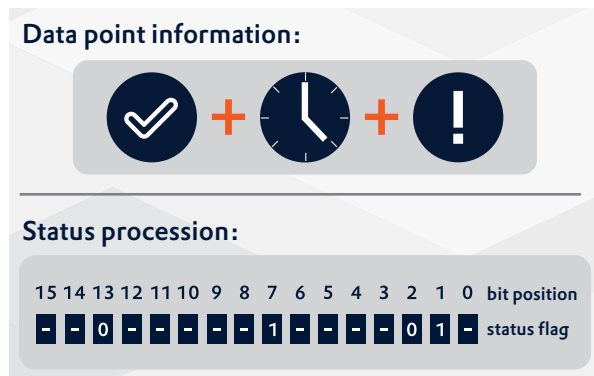 Data point information:
+ +
!
Status procession:
15 14 13 12 11 10 9 8 7 6 5 4 3 2 1 0 bit position
- - 0 - - - - - 1 - - - - 0 1 - status flag